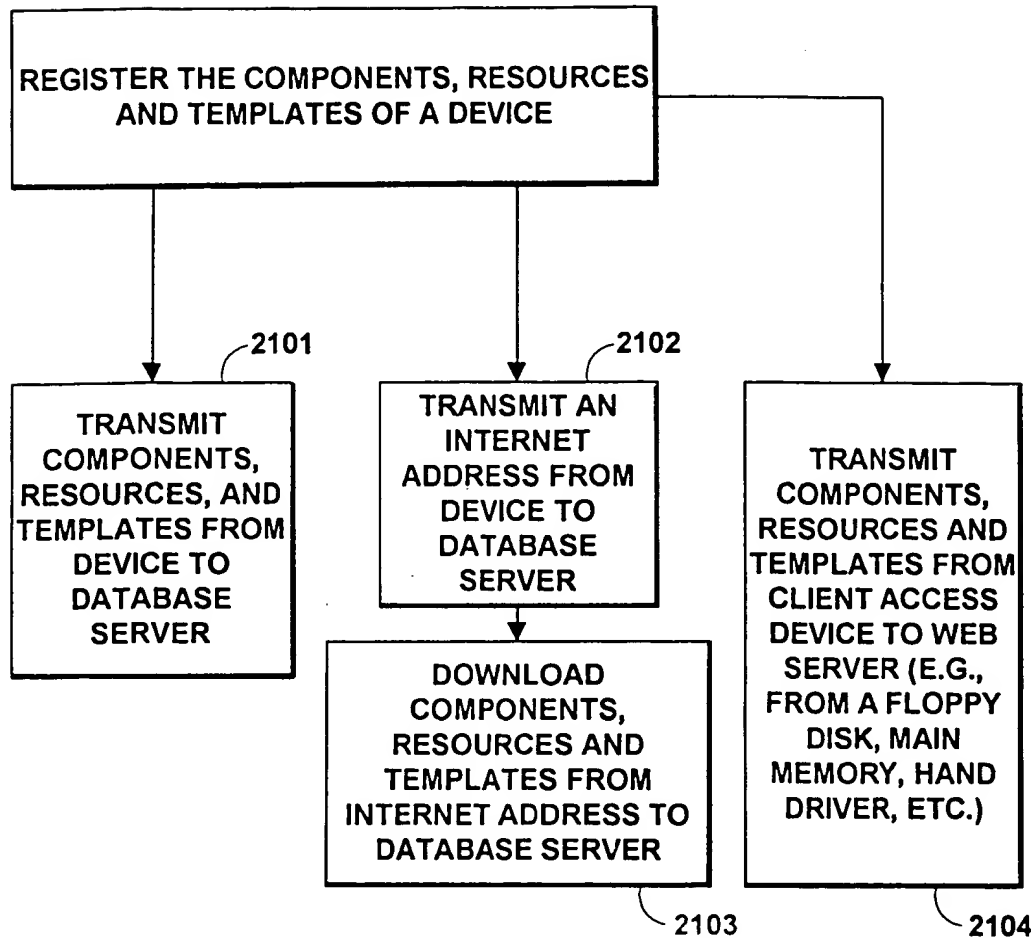 REGISTER THE COMPONENTS, RESOURCES
AND TEMPLATES OF A DEVICE
2101
TRANSMIT
COMPONENTS,
RESOURCES, AND
TEMPLATES FROM
DEVICE TO
DATABASE
SERVER
2102
TRANSMIT AN
INTERNET
ADDRESS FROM
DEVICE TO
DATABASE
SERVER
DOWNLOAD
COMPONENTS,
RESOURCES AND
TEMPLATES FROM
INTERNET ADDRESS TO
DATABASE SERVER
2103
TRANSMIT
COMPONENTS,
RESOURCES AND
TEMPLATES FROM
CLIENT ACCESS
DEVICE TO WEB
SERVER (E.G.,
FROM A FLOPPY
DISK, MAIN
MEMORY, HAND
DRIVER, ETC.)
2104